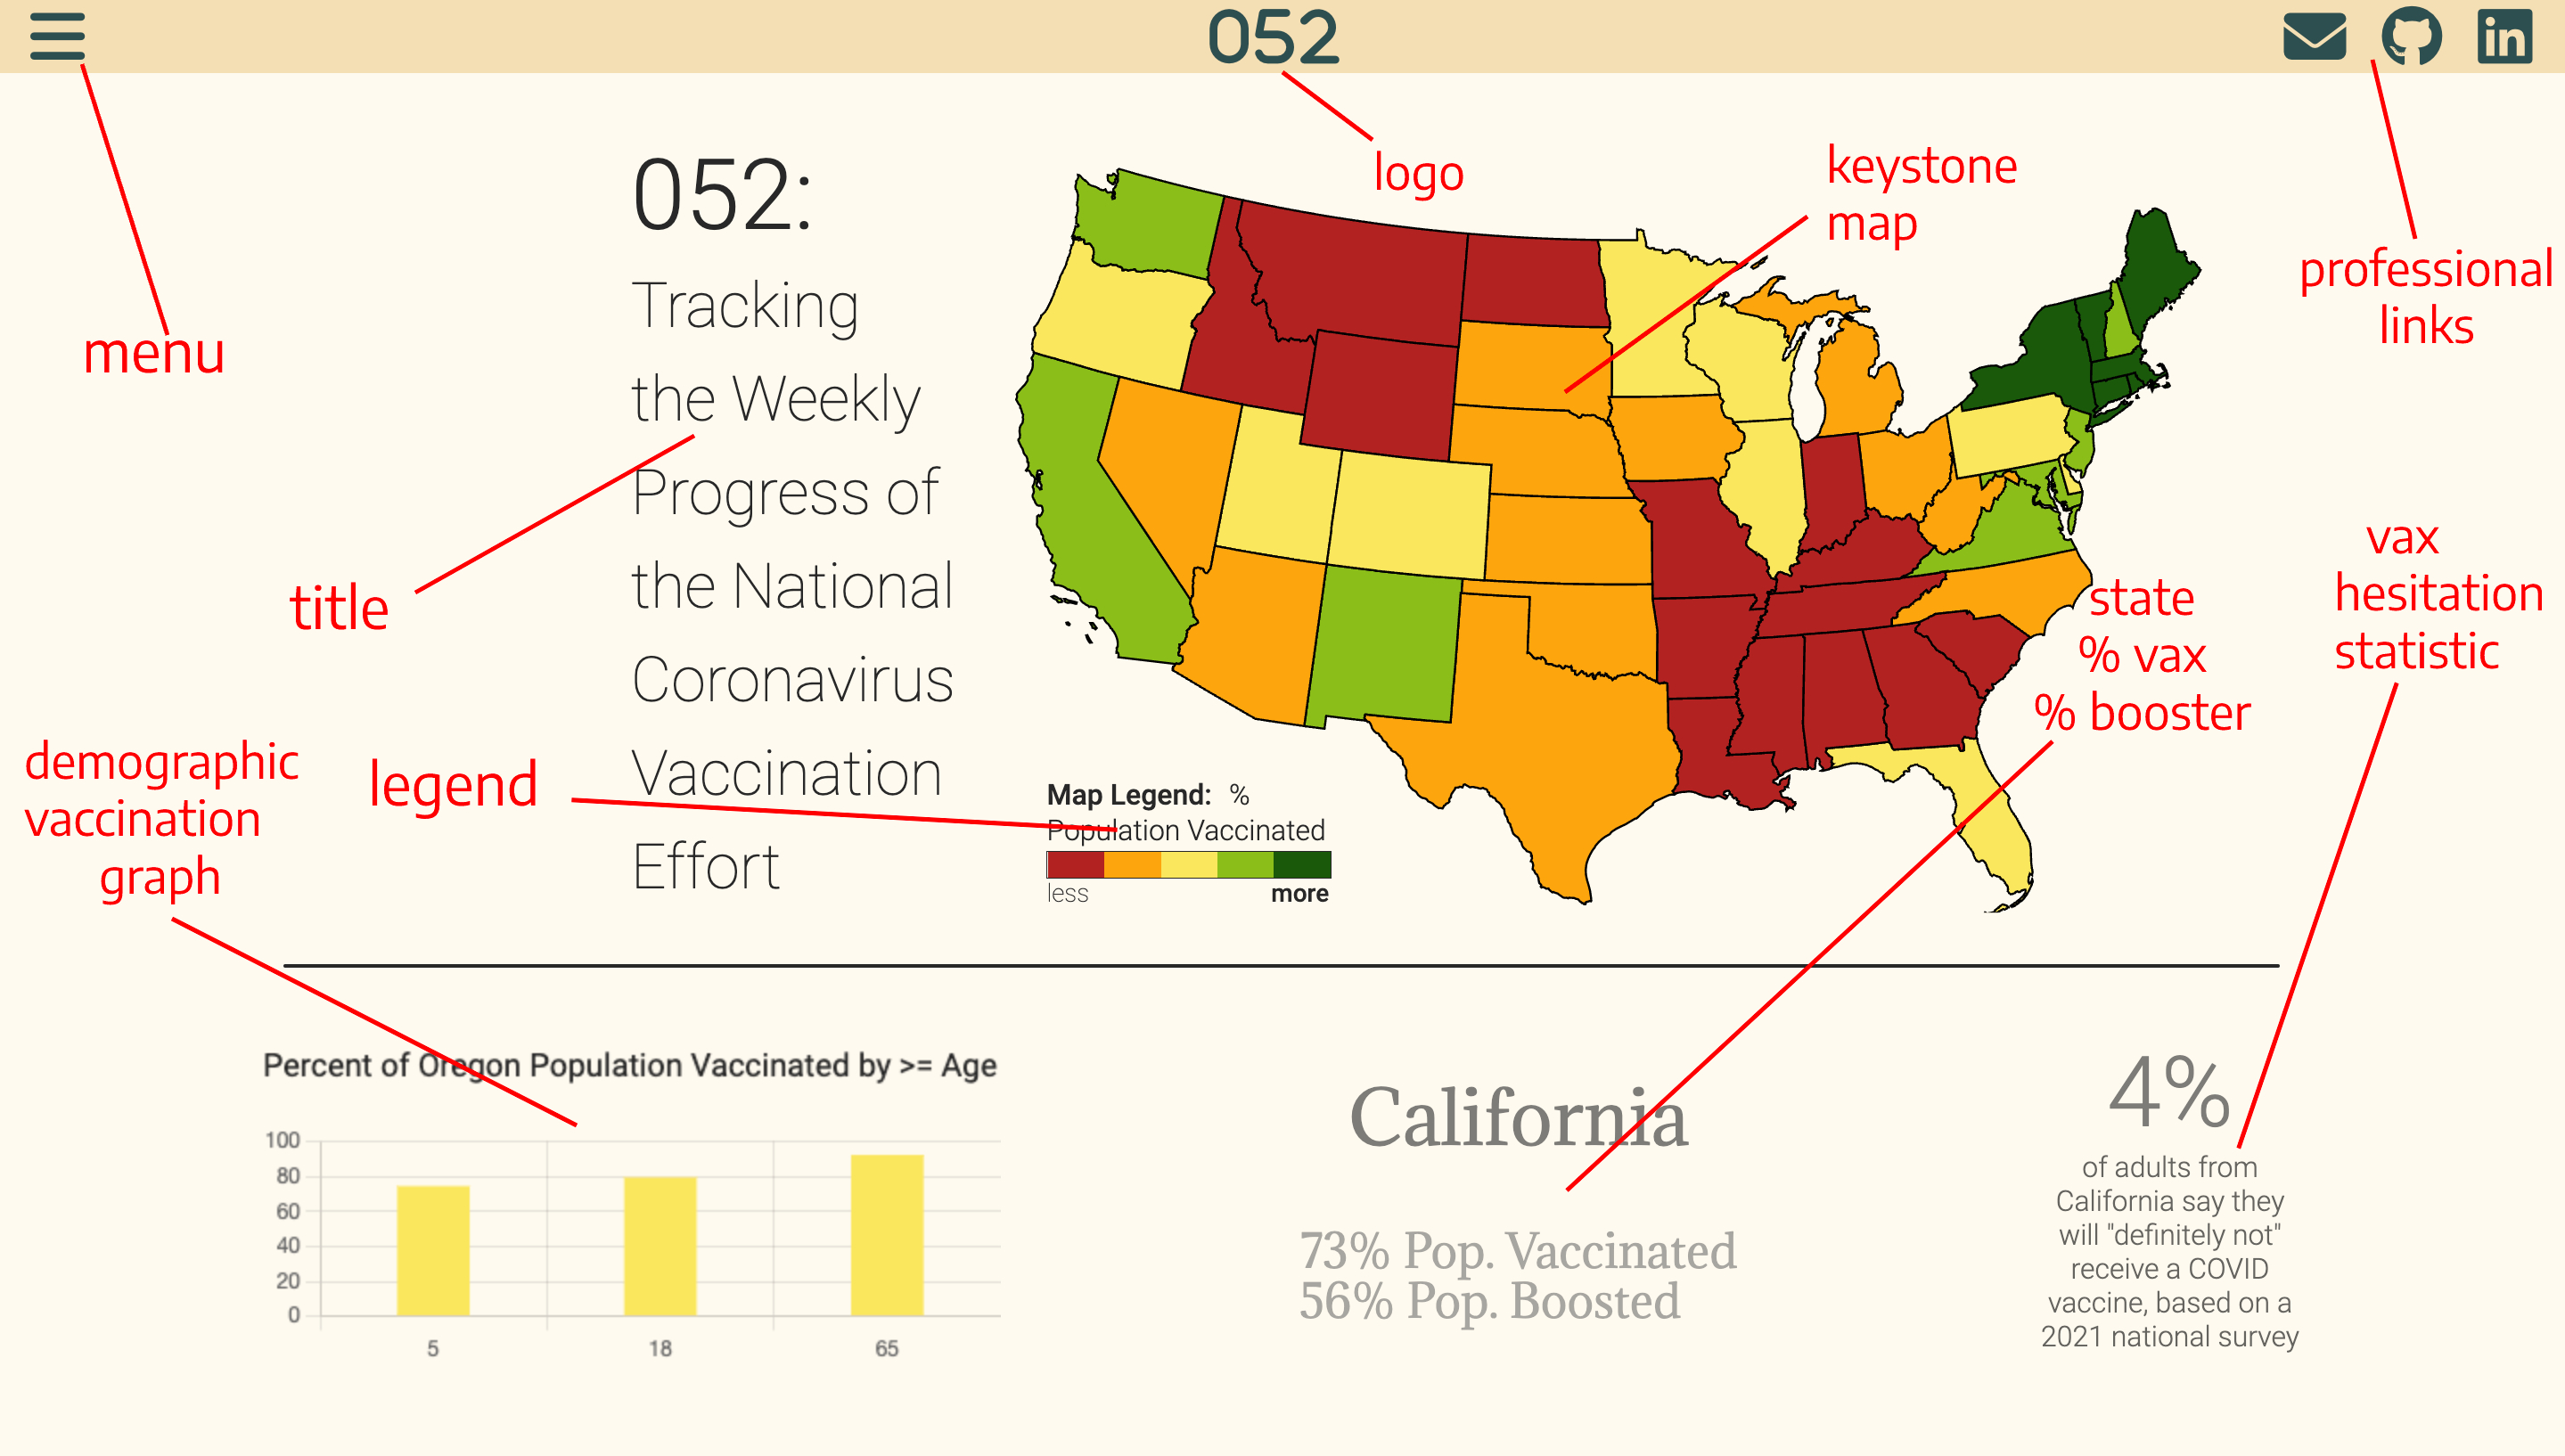 052
logo
keystone
map
professional
links
menu
052:
Tracking
the Weekly
Progress of
the National
Coronavirus
Vaccination
Effort
title
vax
hesitation
statistic
state
% vax
% booster
demographic
vaccination
graph
legend
Map Legend: %
Population Vaccinated
less more
Percent of Oregon Population Vaccinated by >= Age
100
80
60
40
20
0
5 18 65
California
73% Pop. Vaccinated
56% Pop. Boosted
4%
of adults from
California say they
will "definitely not"
receive a COVID
vaccine, based on a
2021 national survey
in